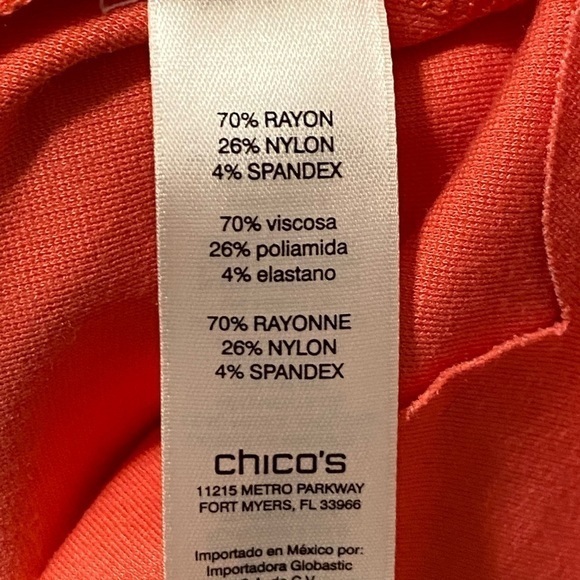 70% RAYON
26% NYLON
4% SPANDEX
70% viscosa
26% poliamida
4% elastano
70% RAYONNE
26% NYLON
4% SPANDEX
chico's
11215 METRO PARKWAY
FORT MYERS, FL 33966
Importado en México por:
Importadora Globastic